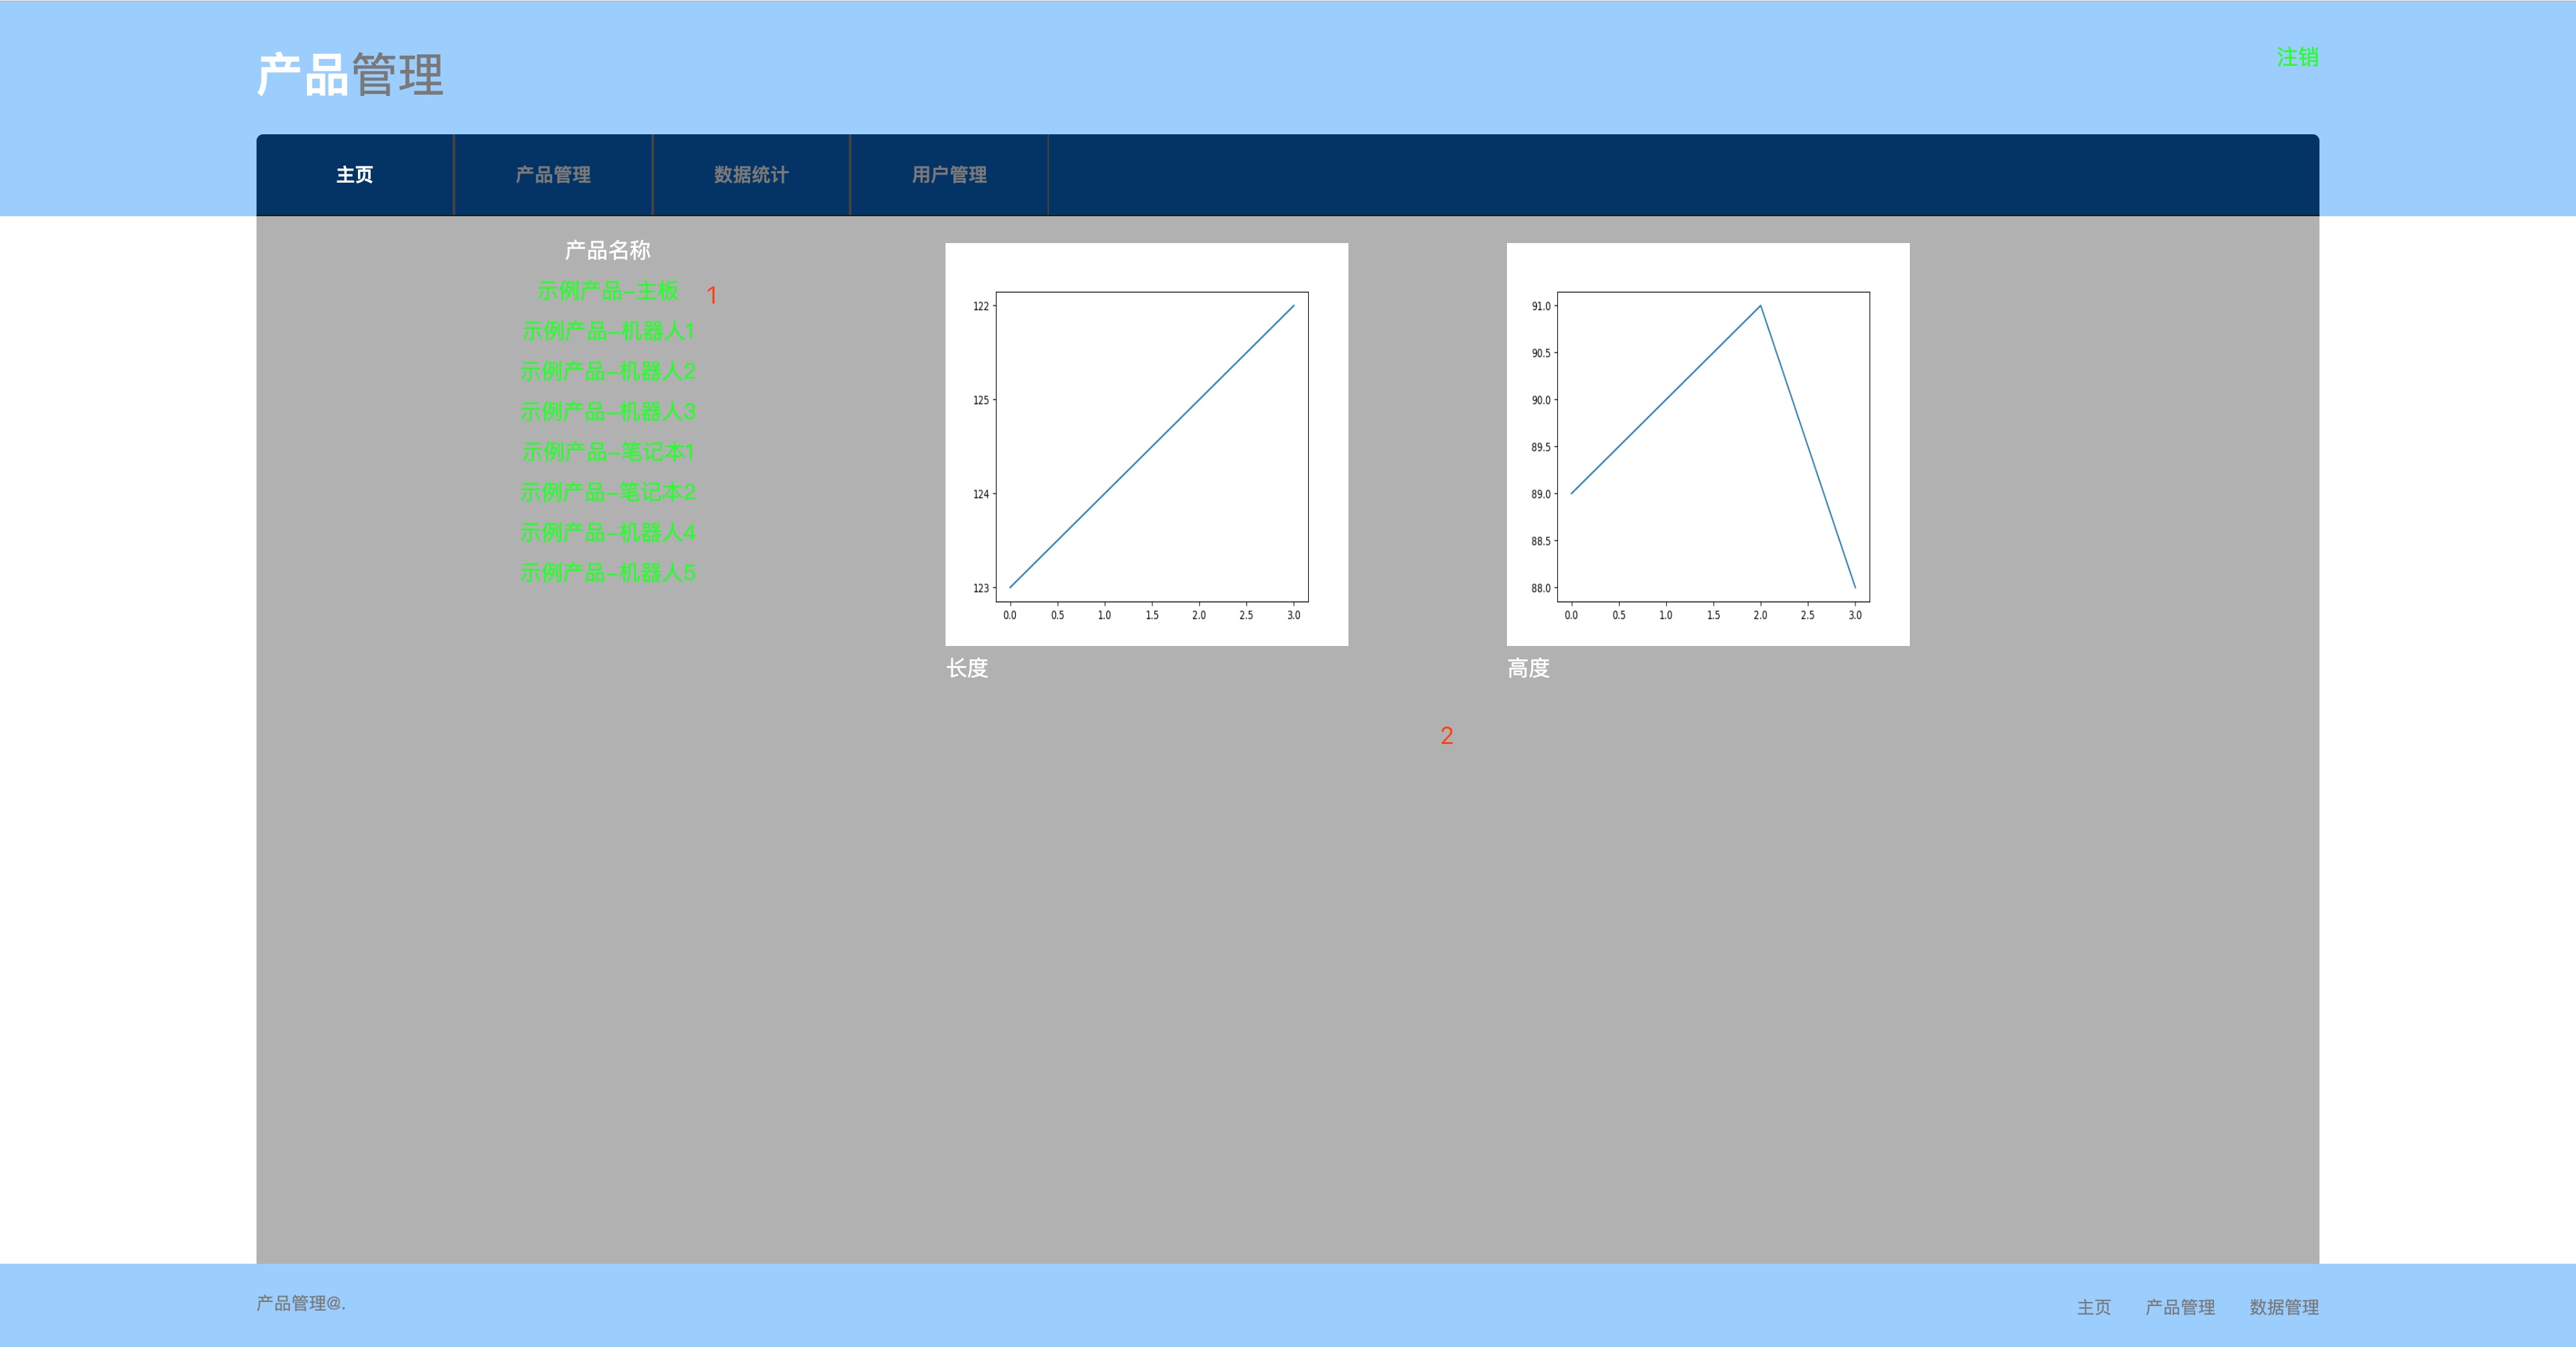 产品管理
注销
主页 产品管理 数据统计 用户管理
产品名称
示例产品–主板 1
示例产品–机器人1
示例产品–机器人2
示例产品–机器人3
示例产品–笔记本1
示例产品–笔记本2
示例产品–机器人4
示例产品–机器人5
122
125
124
123
0.0 0.5 1.0 1.5 2.0 2.5 3.0
长度
91.0
90.5
90.0
89.5
89.0
88.5
88.0
0.0 0.5 1.0 1.5 2.0 2.5 3.0
高度
2
产品管理@.
主页 产品管理 数据管理